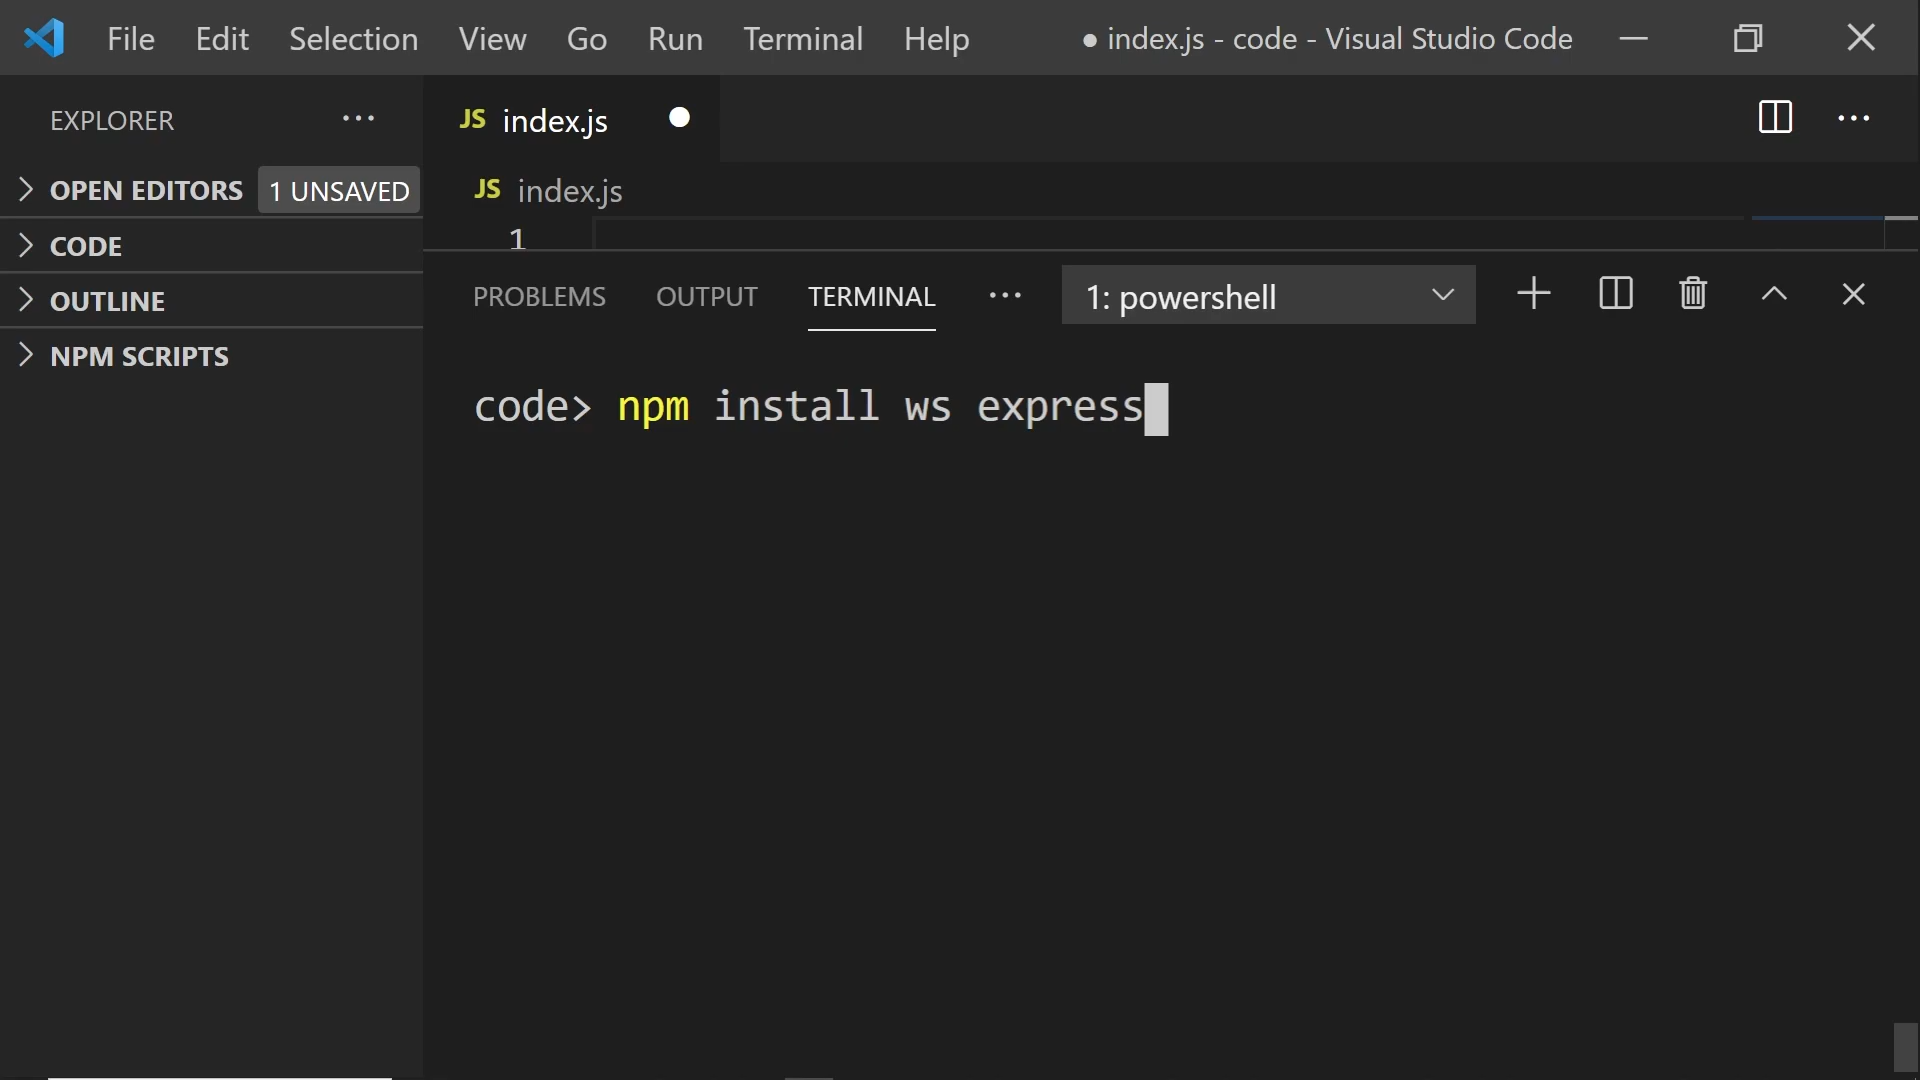 File Edit Selection View Go Run Terminal Help ● index.js - code - Visual Studio Code
EXPLORER
JS index.js
OPEN EDITORS 1 UNSAVED
JS index.js
CODE
1
OUTLINE
NPM SCRIPTS
PROBLEMS OUTPUT TERMINAL 1: powershell
code> npm install ws express